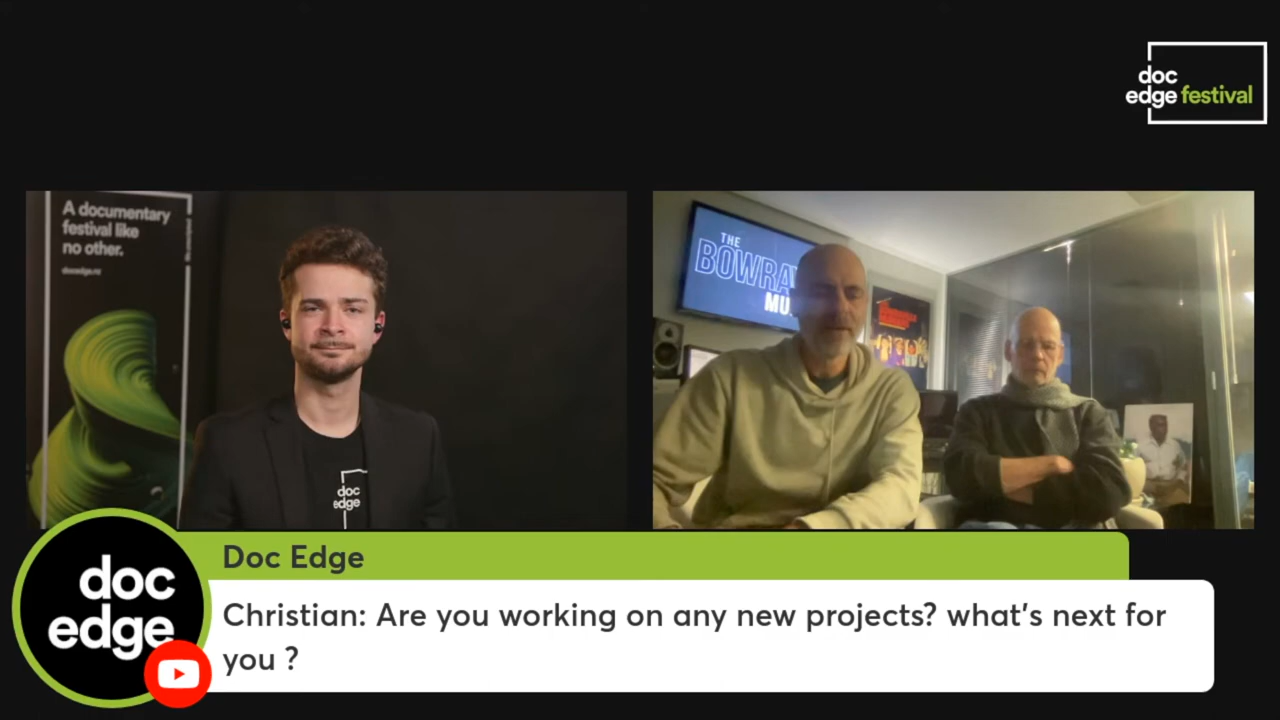 doc
edge festival
A documentary
festival like
no other.
docedge.nz
THE
BOWRA
MU
doc
edge
doc
edge
Doc Edge
Christian: Are you working on any new projects? what's next for
you ?